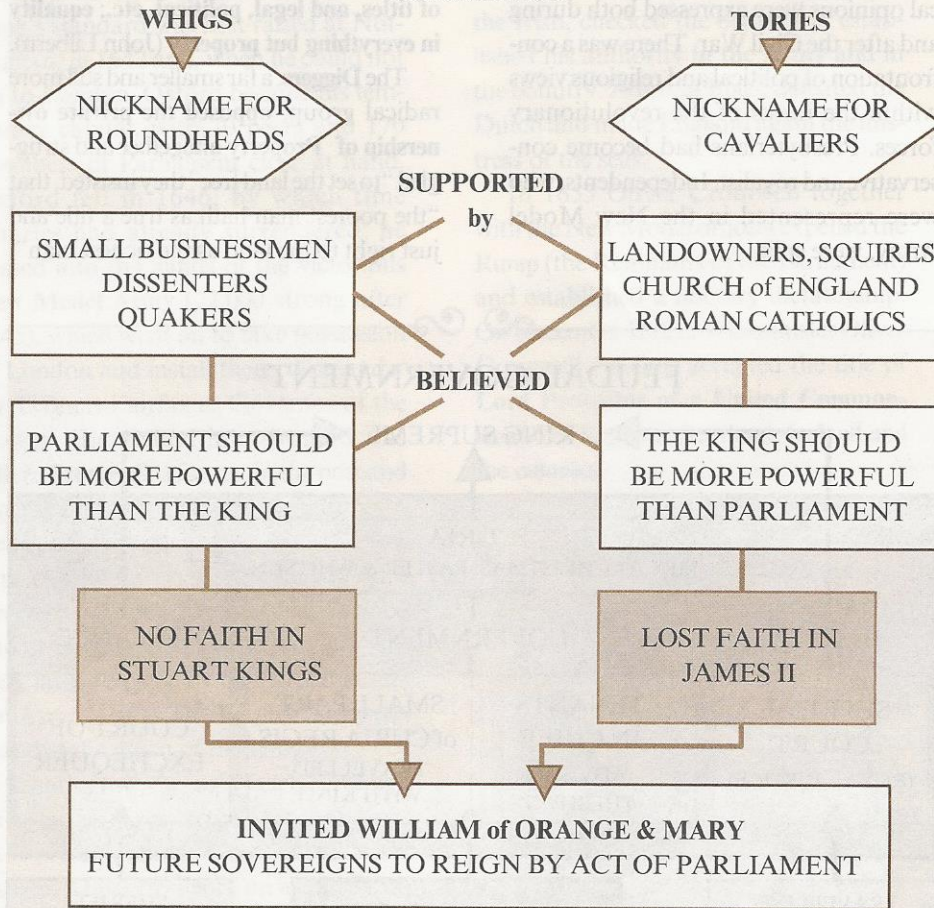 WHIGS
NICKNAME FOR
ROUNDHEADS
TORIES
NICKNAME FOR
CAVALIERS
SUPPORTED
by
SMALL BUSINESSMEN
DISSENTERS
QUAKERS
LANDOWNERS, SQUIRES
CHURCH of ENGLAND
ROMAN CATHOLICS
BELIEVED
PARLIAMENT SHOULD
BE MORE POWERFUL
THAN THE KING
THE KING SHOULD
BE MORE POWERFUL
THAN PARLIAMENT
NO FAITH IN
STUART KINGS
LOST FAITH IN
JAMES II
INVITED WILLIAM of ORANGE & MARY
FUTURE SOVEREIGNS TO REIGN BY ACT OF PARLIAMENT